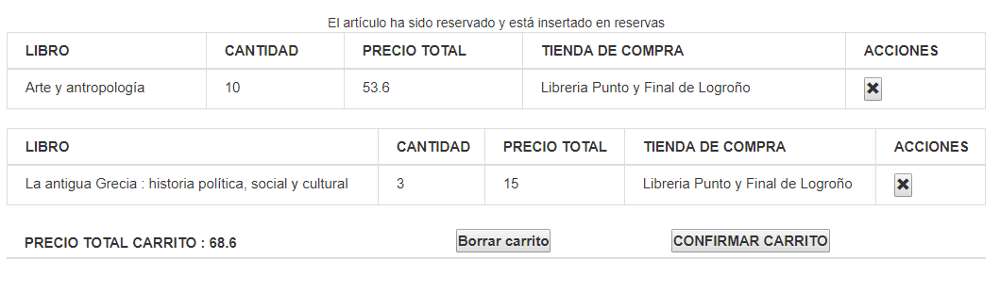 El artículo ha sido reservado y está insertado en reservas
LIBRO CANTIDAD PRECIO TOTAL TIENDA DE COMPRA ACCIONES
Arte y antropología 10 53.6 Libreria Punto y Final de Logroño
LIBRO CANTIDAD PRECIO TOTAL TIENDA DE COMPRA ACCIONES
La antigua Grecia : historia política, social y cultural 3 15 Libreria Punto y Final de Logroño
PRECIO TOTAL CARRITO : 68.6 Borrar carrito CONFIRMAR CARRITO